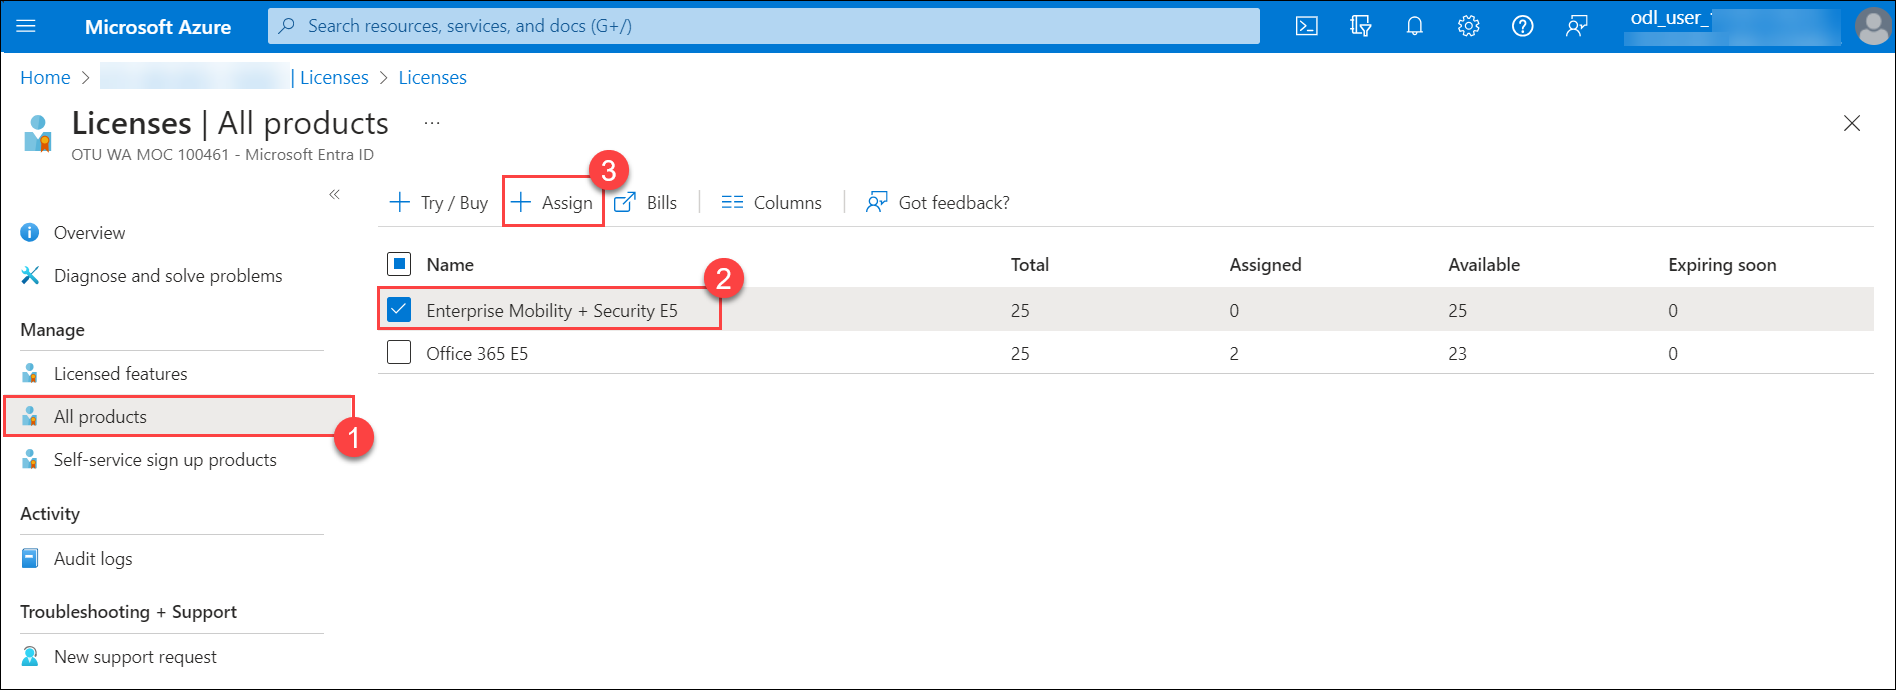 Microsoft Azure
Search resources, services, and docs (G+/)
odl_user_
Home > | Licenses > Licenses
Licenses | All products ...
OTU WA MOC 100461 - Microsoft Entra ID
«
Overview
Diagnose and solve problems
Manage
Licensed features
All products
1
Self-service sign up products
Activity
Audit logs
Troubleshooting + Support
New support request
3
Try / Buy Assign Bills Columns Got feedback?
Name Total Assigned Available Expiring soon
2
Enterprise Mobility + Security E5 25 0 25 0
Office 365 E5 25 2 23 0